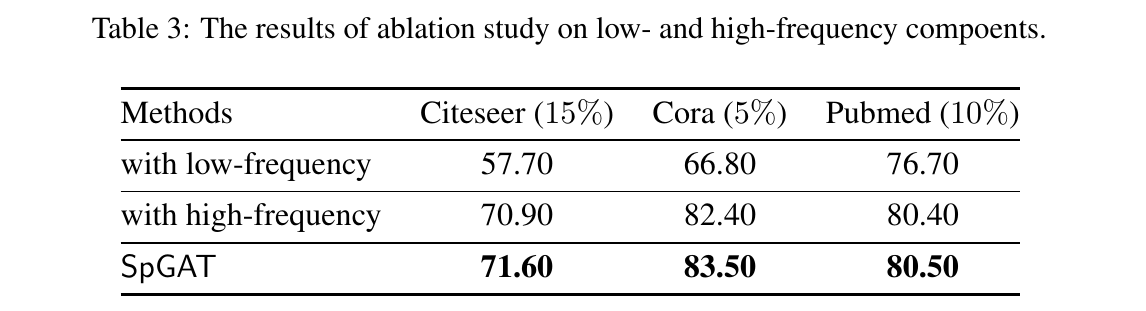 Table 3: The results of ablation study on low- and high-frequency compoents.
Methods Citeseer (15%) Cora (5%) Pubmed (10%)
with low-frequency 57.70 66.80 76.70
with high-frequency 70.90 82.40 80.40
SpGAT 71.60 83.50 80.50